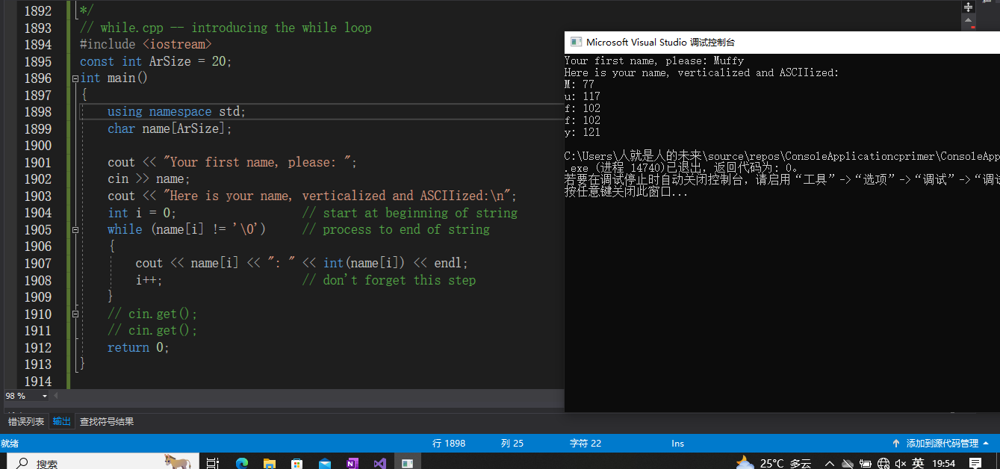 1892 */
1893 // while.cpp -- introducing the while loop
1894 #include <iostream>
1895 const int ArSize = 20;
1896 int main()
1897 {
1898 using namespace std;
1899 char name[ArSize];
1900
1901 cout << "Your first name, please: ";
1902 cin >> name;
1903 cout << "Here is your name, verticalized and ASCIIized:\n";
1904 int i = 0; // start at beginning of string
1905 while (name[i] != '\0') // process to end of string
1906 {
1907 cout << name[i] << ": " << int(name[i]) << endl;
1908 i++; // don't forget this step
1909 }
1910 // cin.get();
1911 // cin.get();
1912 return 0;
1913 }
1914
98 %
Microsoft Visual Studio 调试控制台
Your first name, please: Muffy
Here is your name, verticalized and ASCIIized:
M: 77
u: 117
f: 102
f: 102
y: 121
C:\Users\人就是人的未来\source\repos\ConsoleApplicationcprimer\ConsoleApp
.exe (进程 14740)已退出，返回代码为: 0。
若要在调试停止时自动关闭控制台，请启用“工具”->“选项”->“调试”->“调试
按任意键关闭此窗口...
错误列表 输出 查找符号结果
就绪 行 1898 列 25 字符 22 Ins 添加到源代码管理
搜索 25°C 多云 英 19:54